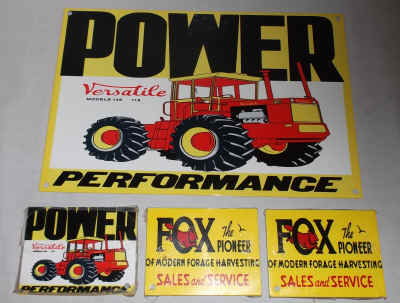 POWER
Versatile
PERFORMANCE
POWER
Versatile
PERFORMANCE
FOX the
PIONEER
OF MODERN FORAGE HARVESTING
SALES and SERVICE
FOX the
PIONEER
OF MODERN FORAGE HARVESTING
SALES and SERVICE